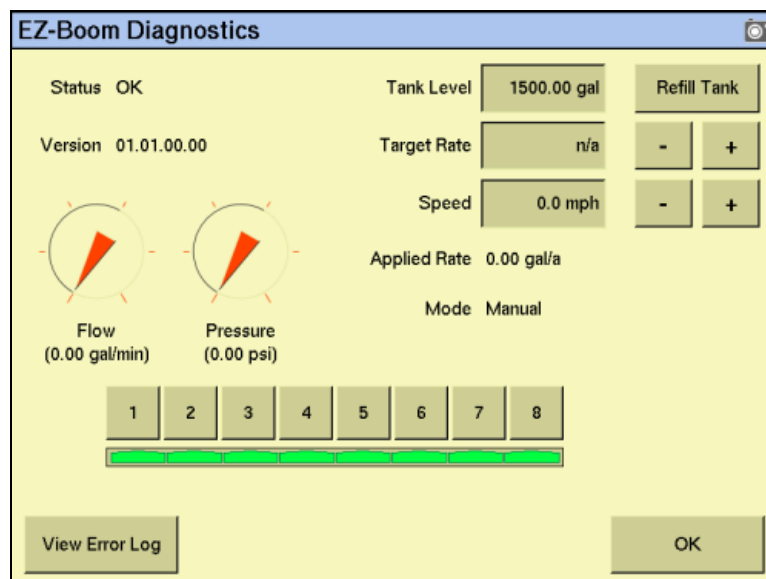 EZ-Boom Diagnostics
Status OK
Tank Level 1500.00 gal Refill Tank
Version 01.01.00.00
Target Rate n/a - +
Speed 0.0 mph - +
Applied Rate 0.00 gal/a
Mode Manual
Flow
(0.00 gal/min)
Pressure
(0.00 psi)
1 2 3 4 5 6 7 8
View Error Log
OK